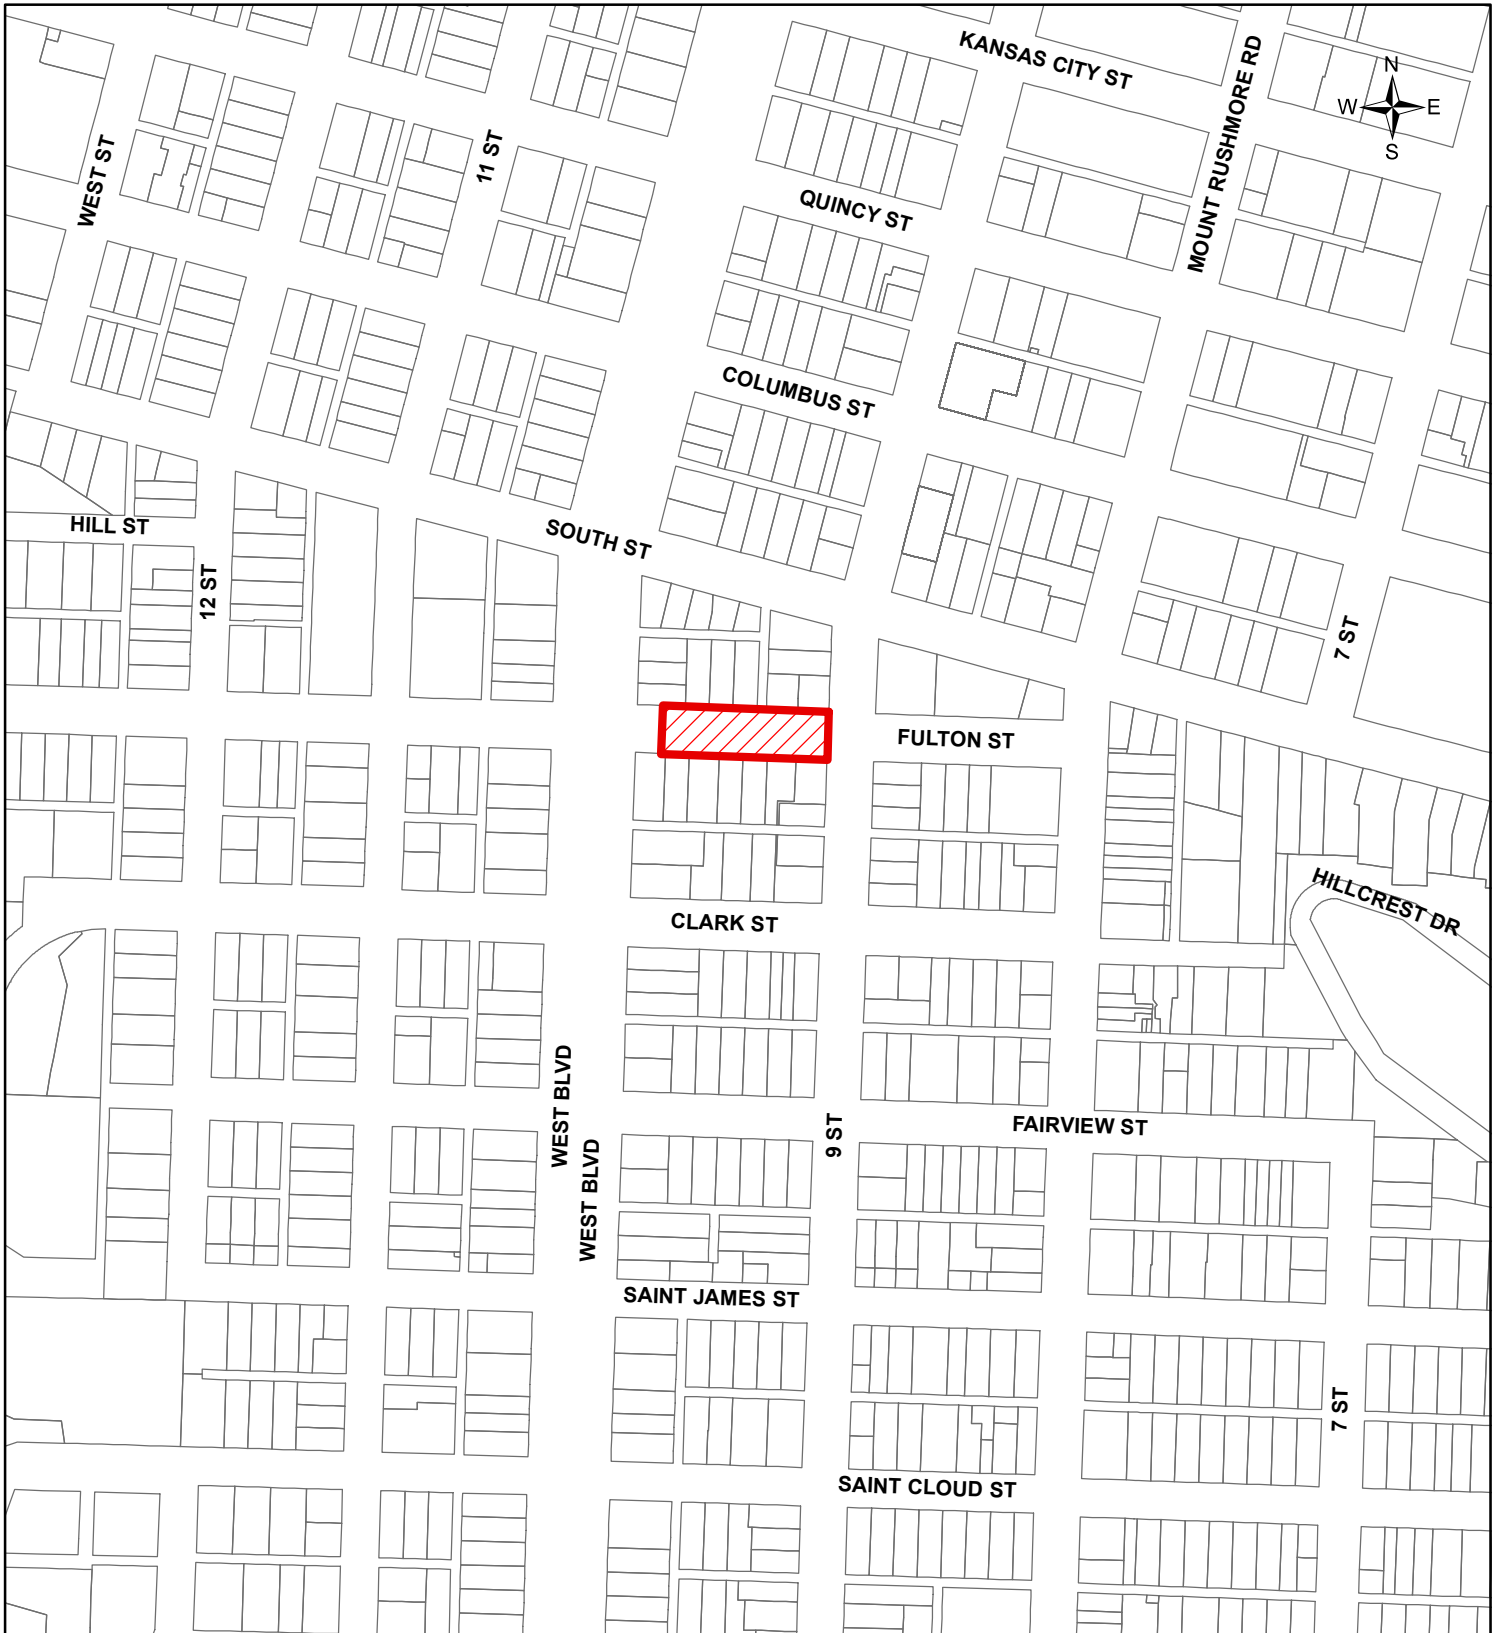 KANSAS CITY ST
MOUNT RUSHMORE RD
N
W E
S
11 ST
WEST ST
QUINCY ST
COLUMBUS ST
HILL ST
SOUTH ST
12 ST
7 ST
FULTON ST
HILLCREST DR
CLARK ST
WEST BLVD
9 ST
FAIRVIEW ST
WEST BLVD
SAINT JAMES ST
7 ST
SAINT CLOUD ST